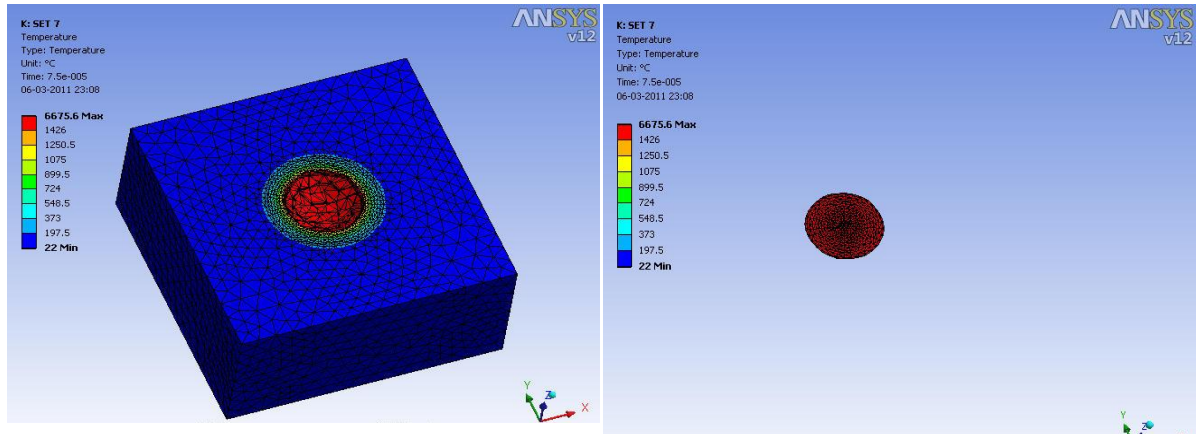 K: SET 7
Temperature
Type: Temperature
Unit: °C
Time: 7.5e-005
06-03-2011 23:08
6675.6 Max
1426
1250.5
1075
899.5
724
548.5
373
197.5
22 Min
ANSYS
v12
Y
Z
X
K: SET 7
Temperature
Type: Temperature
Unit: °C
Time: 7.5e-005
06-03-2011 23:08
6675.6 Max
1426
1250.5
1075
899.5
724
548.5
373
197.5
22 Min
ANSYS
v12
Y
Z